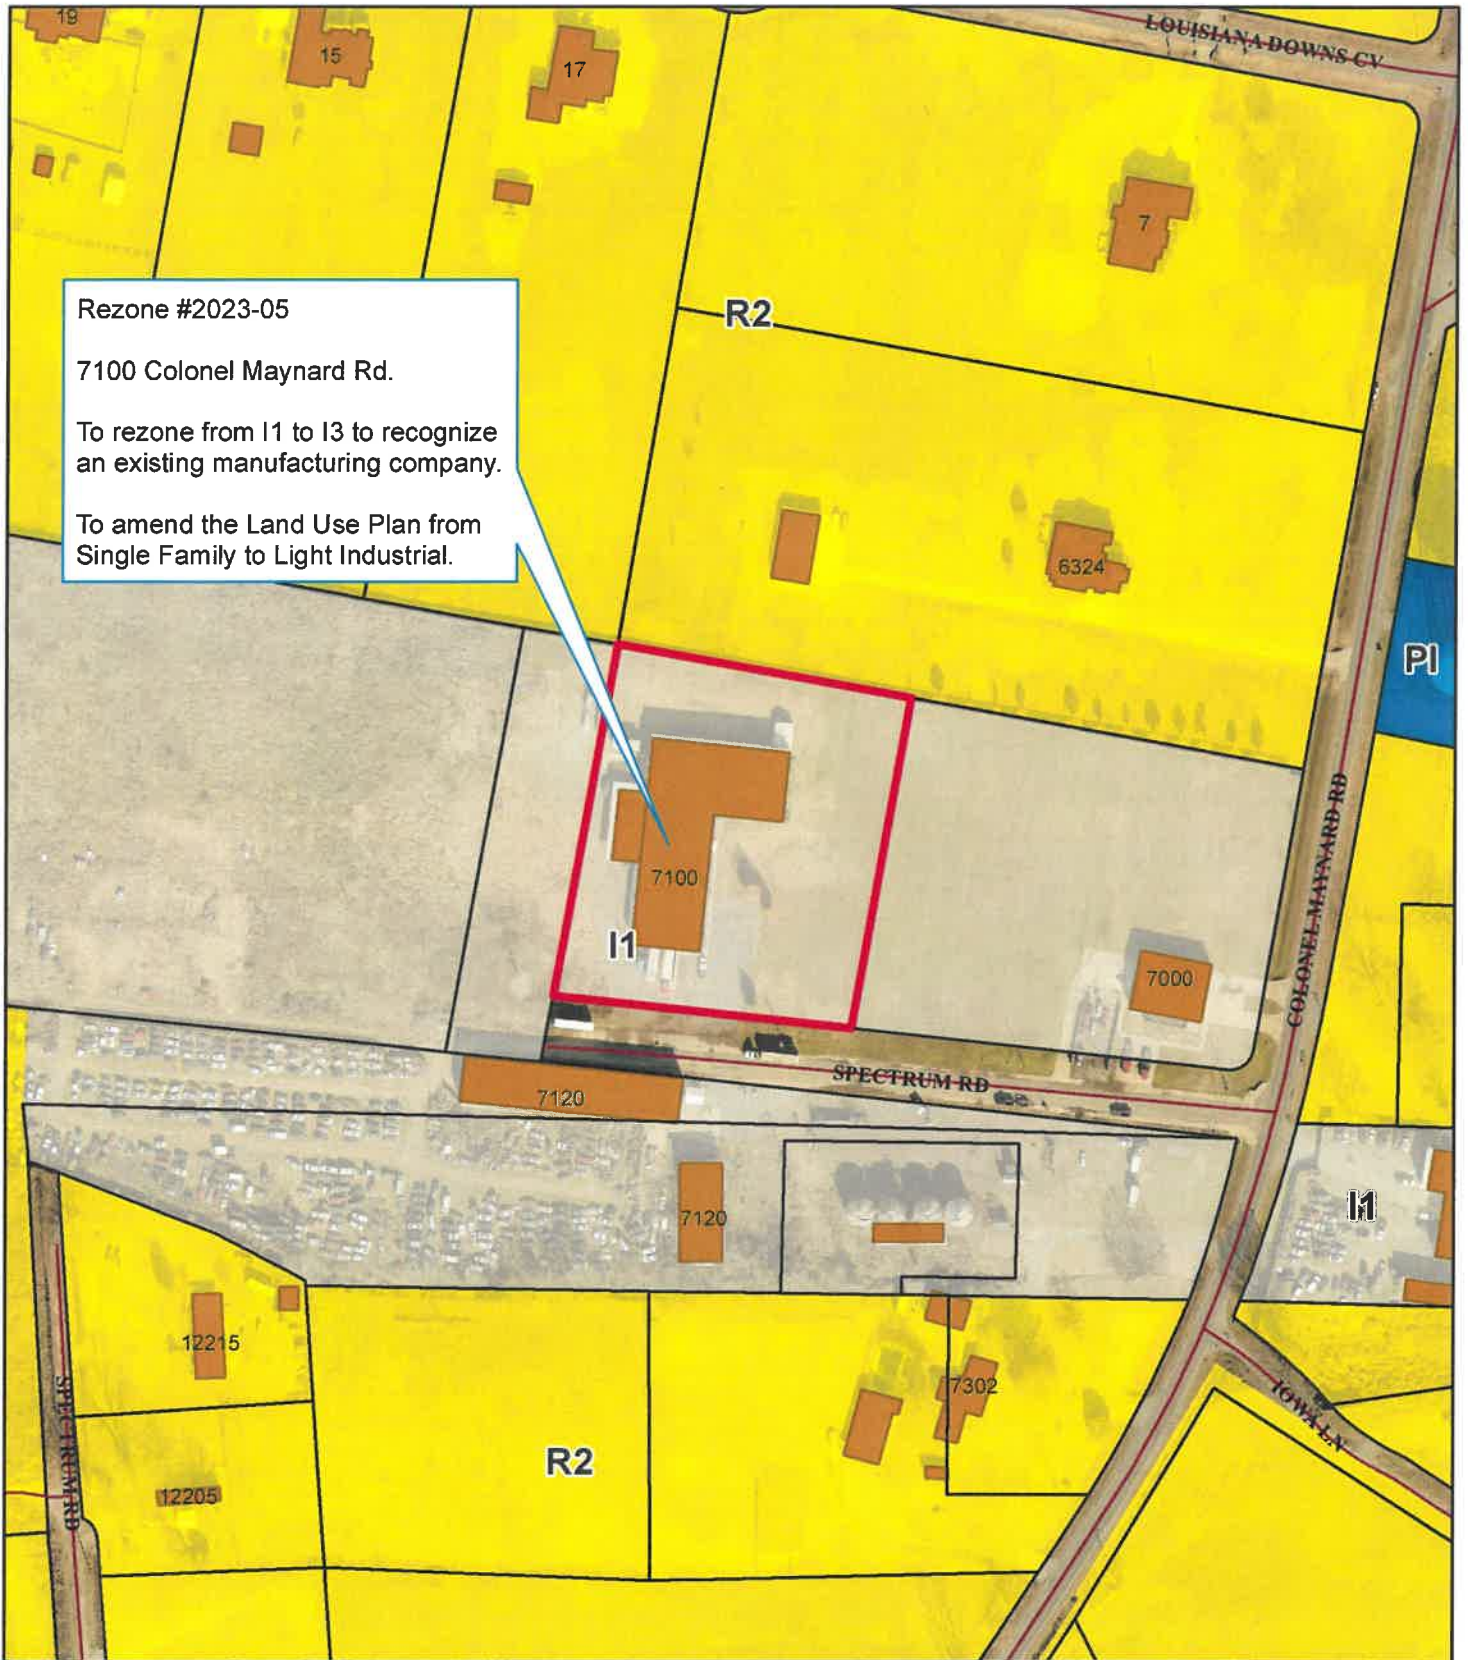 19
15
17
LOUISIANA DOWNS CV
7
Rezone #2023-05
7100 Colonel Maynard Rd.
To rezone from I1 to I3 to recognize
an existing manufacturing company.
To amend the Land Use Plan from
Single Family to Light Industrial.
R2
6324
PI
COLONEL MAYNARD RD
7100
I1
7000
SPECTRUM RD
7120
7120
I1
12215
7302
IOWA LN
SPECTRUM RD
R2
12205